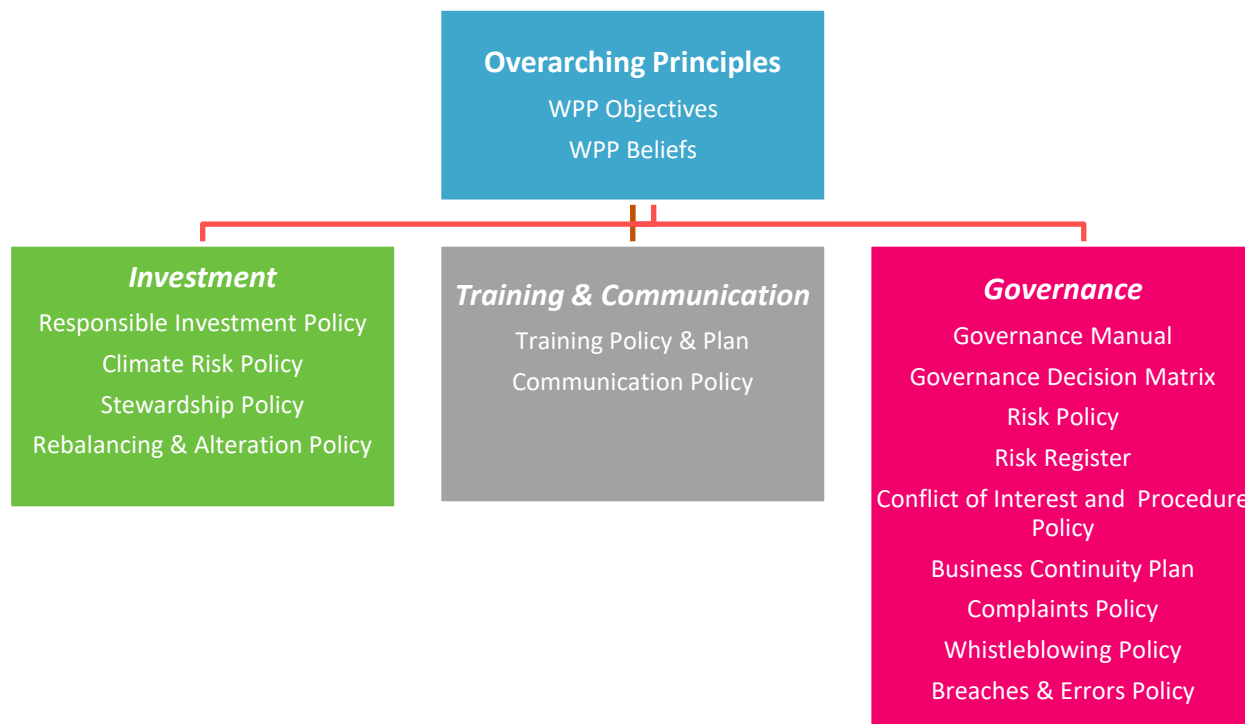 Overarching Principles
WPP Objectives
WPP Beliefs
Investment
Responsible Investment Policy
Climate Risk Policy
Stewardship Policy
Rebalancing & Alteration Policy
Training & Communication
Training Policy & Plan
Communication Policy
Governance
Governance Manual
Governance Decision Matrix
Risk Policy
Risk Register
Conflict of Interest and Procedure
Policy
Business Continuity Plan
Complaints Policy
Whistleblowing Policy
Breaches & Errors Policy